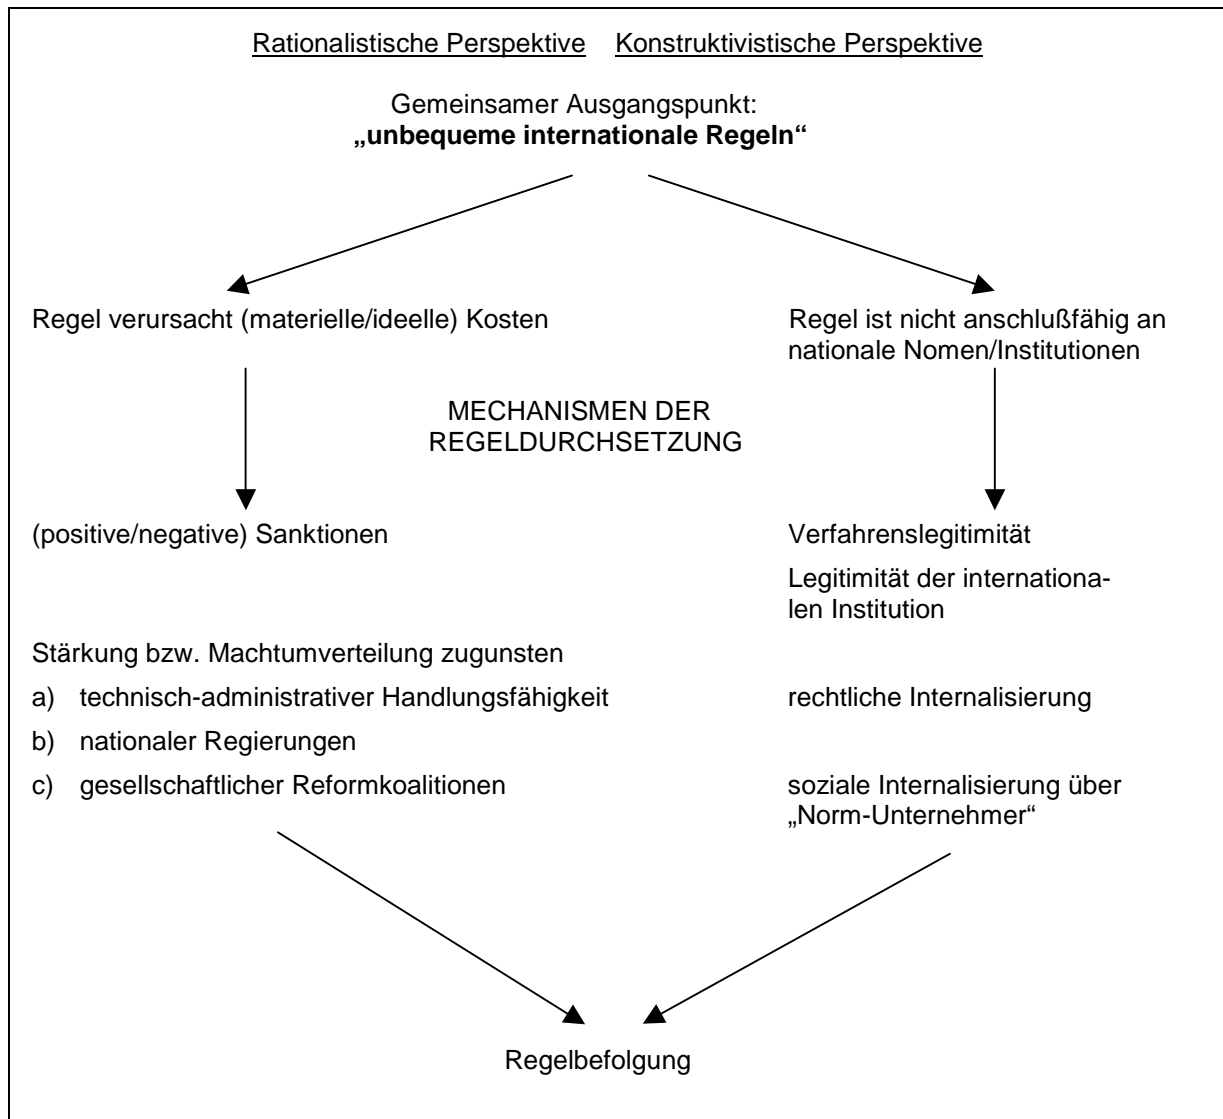 Rationalistische Perspektive Konstruktivistische Perspektive
Gemeinsamer Ausgangspunkt:
„unbequeme internationale Regeln“
Regel verursacht (materielle/ideelle) Kosten
Regel ist nicht anschlußfähig an
nationale Nomen/Institutionen
MECHANISMEN DER
REGELDURCHSETZUNG
(positive/negative) Sanktionen
Verfahrenslegitimität
Legitimität der internationa-
len Institution
Stärkung bzw. Machtumverteilung zugunsten
a) technisch-administrativer Handlungsfähigkeit
rechtliche Internalisierung
b) nationaler Regierungen
c) gesellschaftlicher Reformkoalitionen
soziale Internalisierung über
„Norm-Unternehmer“
Regelbefolgung